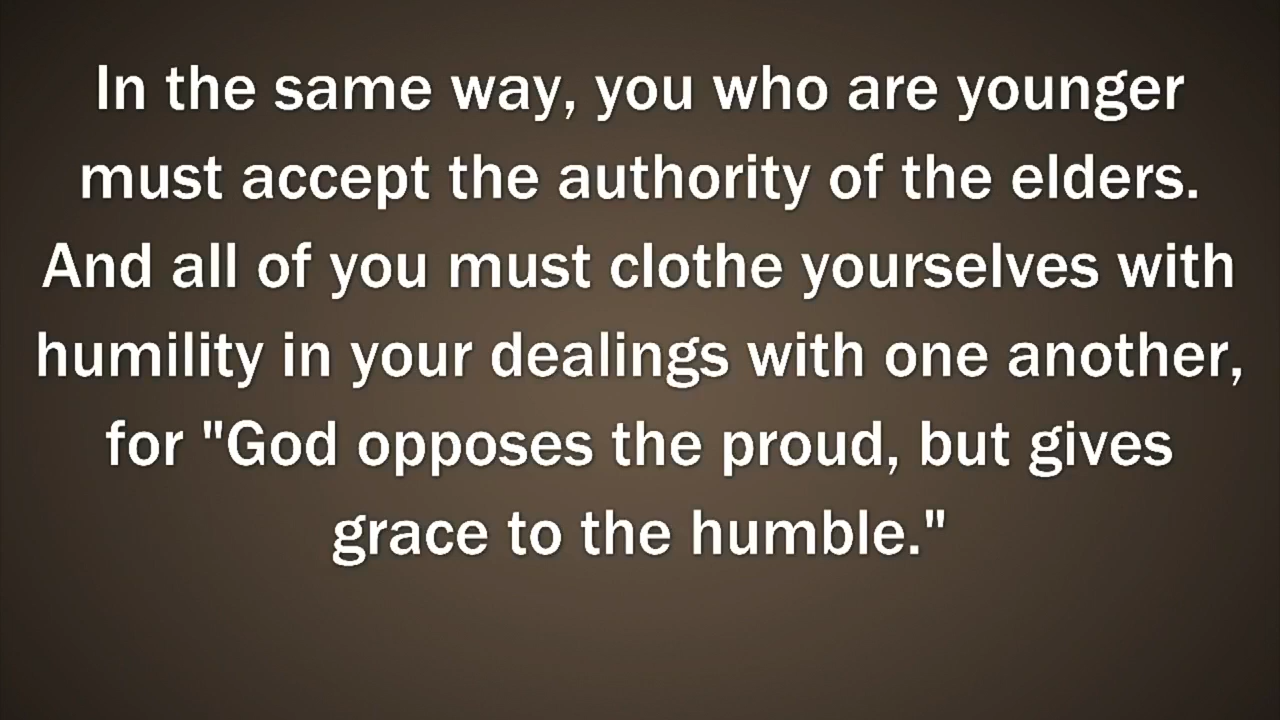 In the same way, you who are younger
must accept the authority of the elders.
And all of you must clothe yourselves with
humility in your dealings with one another,
for "God opposes the proud, but gives
grace to the humble."